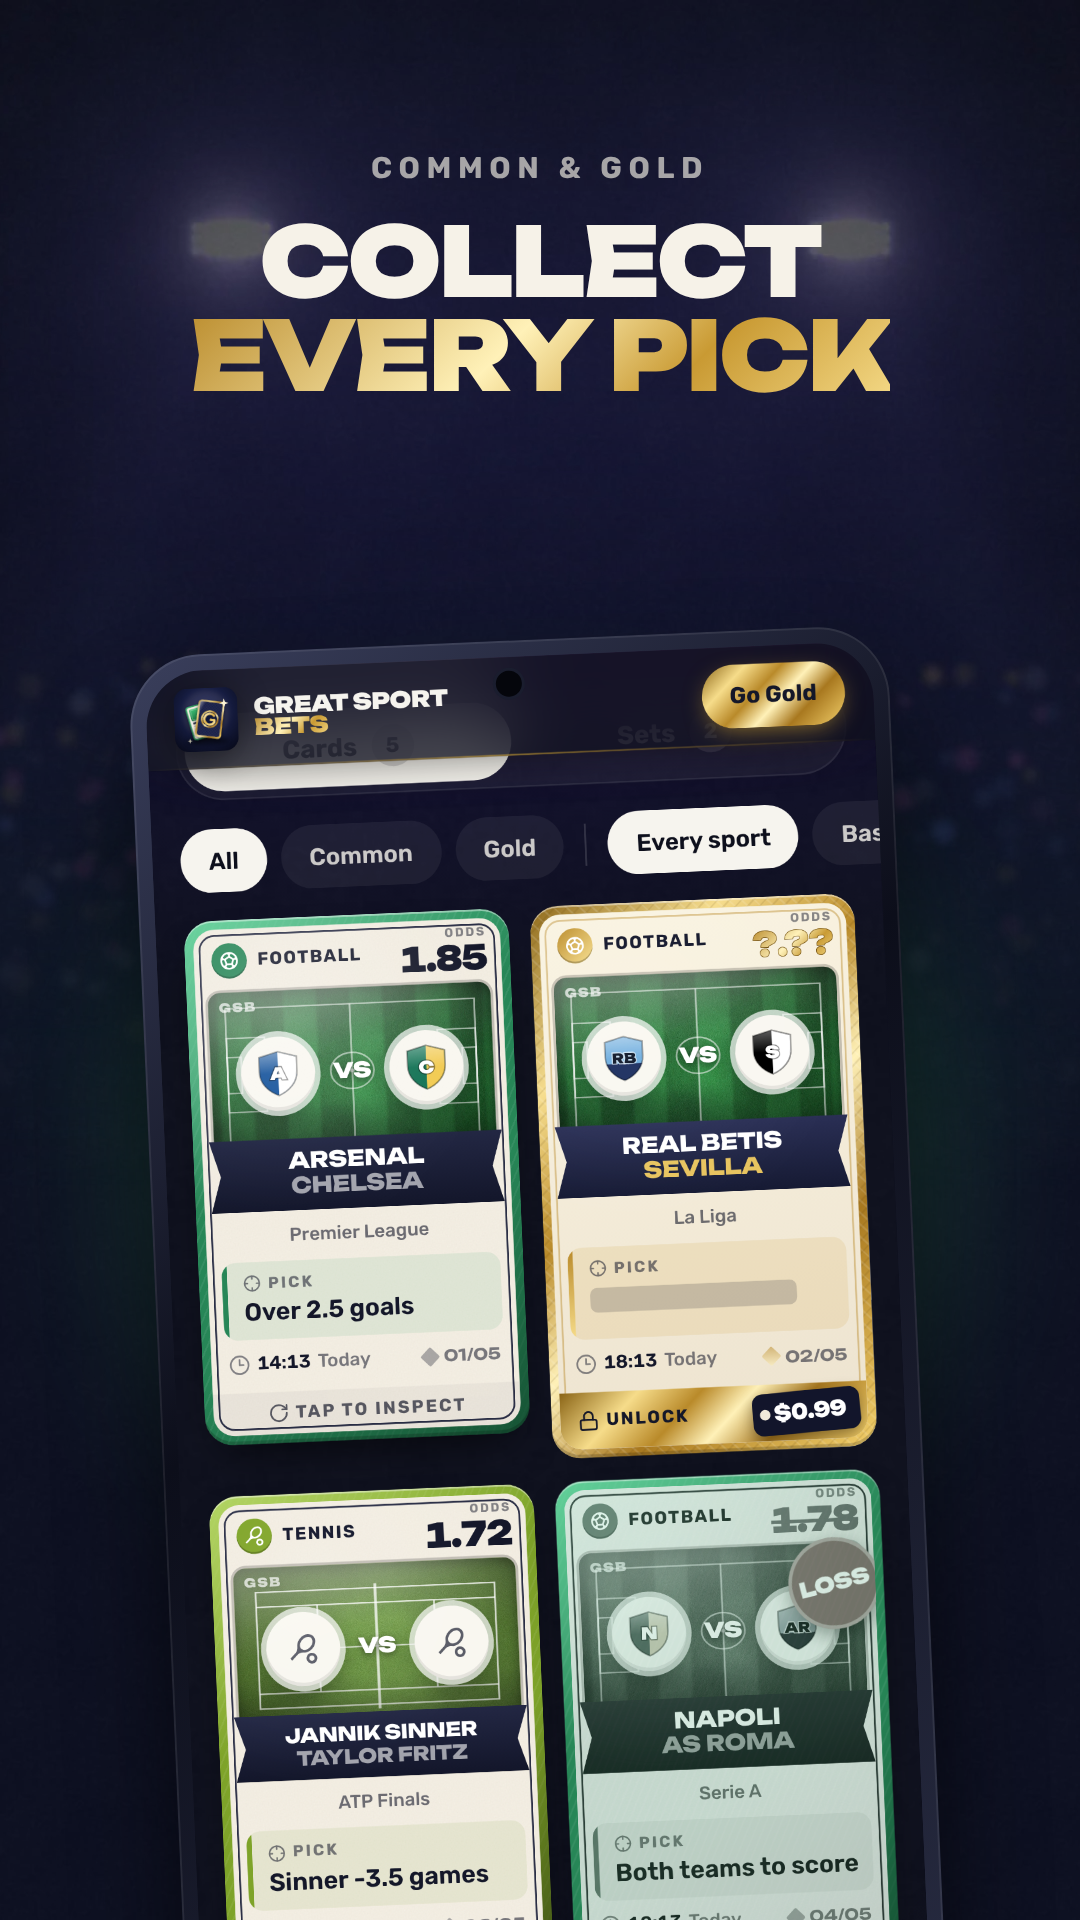 COMMON & GOLD
COLLECT
EVERY PICK
GREAT SPORT
BETS
Go Gold
Cards 5
Sets 2
All
Common
Gold
Every sport
Bas
FOOTBALL
ODDS
1.85
GSB
A
VS
C
ARSENAL
CHELSEA
Premier League
PICK
Over 2.5 goals
14:13 Today
01/05
TAP TO INSPECT
FOOTBALL
ODDS
?.??
GSB
RB
VS
S
REAL BETIS
SEVILLA
La Liga
PICK
18:13 Today
02/05
UNLOCK
$0.99
TENNIS
ODDS
1.72
GSB
VS
JANNIK SINNER
TAYLOR FRITZ
ATP Finals
PICK
Sinner -3.5 games
FOOTBALL
ODDS
1.78
GSB
LOSS
N
VS
AR
NAPOLI
AS ROMA
Serie A
PICK
Both teams to score
04/05